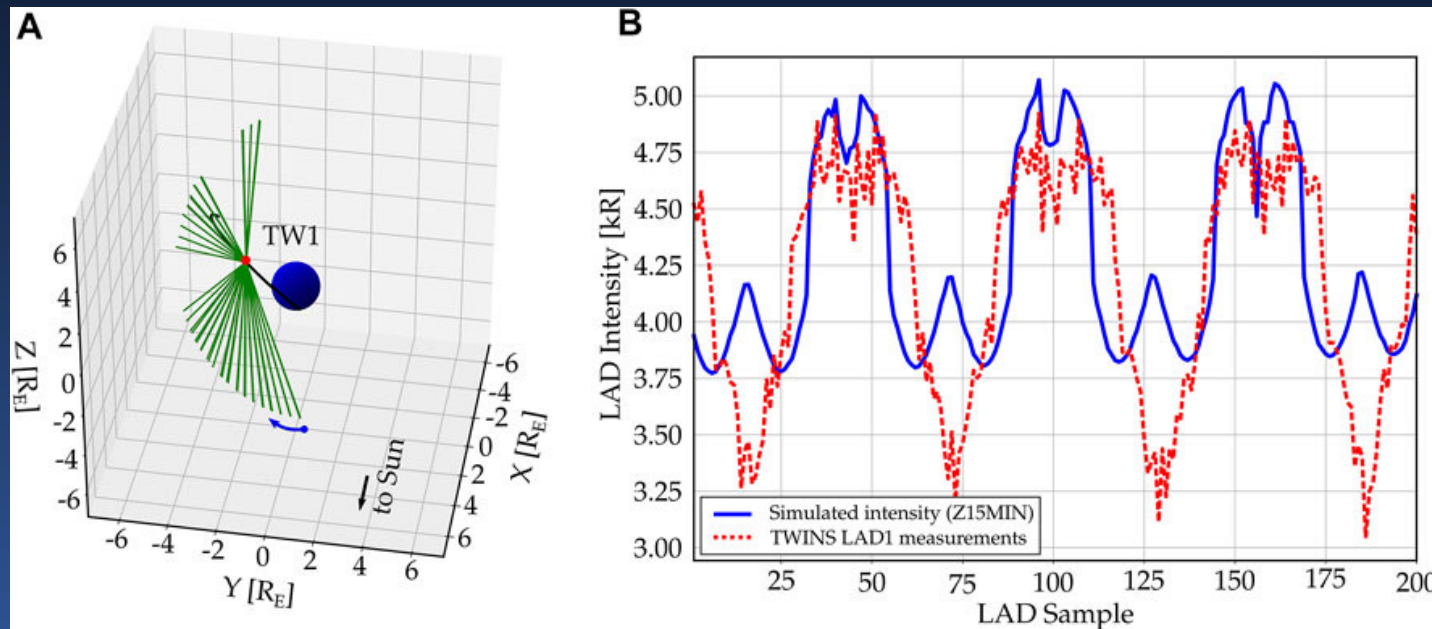 A
TW1
Z [R_E]
6
4
2
0
-2
-4
-6
-6 -4 -2 0 2 4 6
Y [R_E]
-6
-4
-2
0
2
4
6
X [R_E]
to Sun
B
LAD Intensity [kR]
5.00
4.75
4.50
4.25
4.00
3.75
3.50
3.25
3.00
Simulated intensity (Z15MIN)
TWINS LAD1 measurements
25 50 75 100 125 150 175 200
LAD Sample